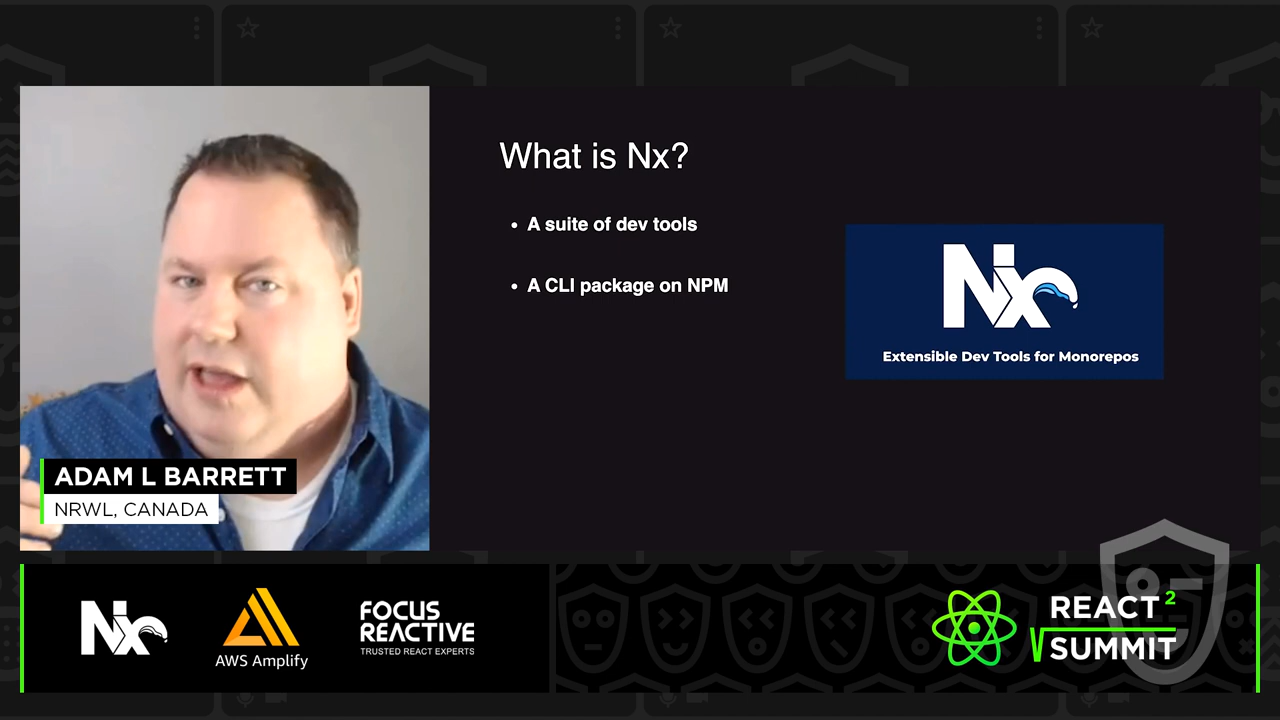 What is Nx?
• A suite of dev tools
• A CLI package on NPM
Nx
Extensible Dev Tools for Monorepos
ADAM L BARRETT
NRWL, CANADA
Nx
AWS Amplify
FOCUS
REACTIVE
TRUSTED REACT EXPERTS
REACT 2
SUMMIT